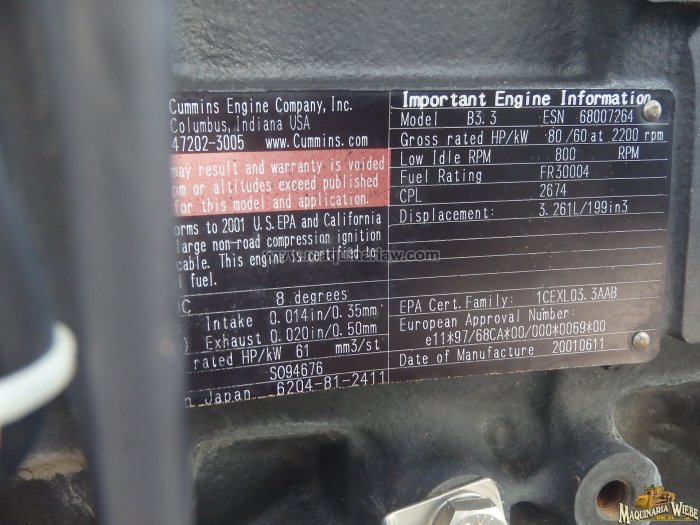 Cummins Engine Company, Inc.
Columbus, Indiana USA
47202-3005 www.Cummins.com
may result and warranty is voided
or altitudes exceed published
for this model and application.
orms to 2001 U.S.EPA and California
large non-road compression ignition
cable. This engine is certified to
l fuel.
DC 8 degrees
Intake 0.014in/0.35mm
Exhaust 0.020in/0.50mm
rated HP/kW 61 mm3/st
SO94676
n Japan 6204-81-2411
Important Engine Information
Model B3.3 ESN 68007264
Gross rated HP/kW 80/60 at 2200 rpm
Low Idle RPM 800 RPM
Fuel Rating FR30004
CPL 2674
Displacement: 3.261L/199in3
EPA Cert.Family: 1CEXL03.3AAB
European Approval Number:
e11*97/68CA*00/000*0069*00
Date of Manufacture 20010611
MAQUINARIA WIEBE